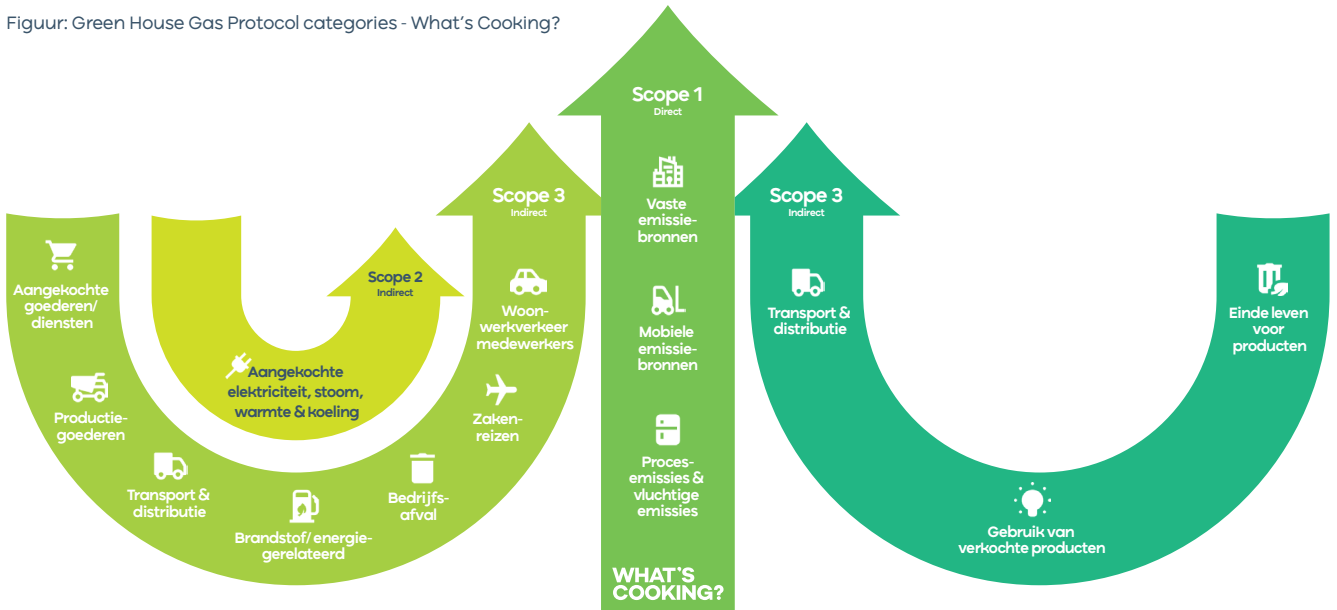 Figuur: Green House Gas Protocol categories - What's Cooking?
Scope 1
Direct
Vaste
emissie-
bronnen
Mobiele
emissie-
bronnen
Proces-
emissies &
vluchtige
emissies
WHAT'S
COOKING?
Scope 3
Indirect
Aangekochte
goederen/
diensten
Productie-
goederen
Transport &
distributie
Brandstof/ energie-
gerelateerd
Bedrijfs-
afval
Zaken-
reizen
Woon-
werkverkeer
medewerkers
Scope 2
Indirect
Aangekochte
elektriciteit, stoom,
warmte & koeling
Scope 3
Indirect
Transport &
distributie
Gebruik van
verkochte producten
Einde leven
voor
producten